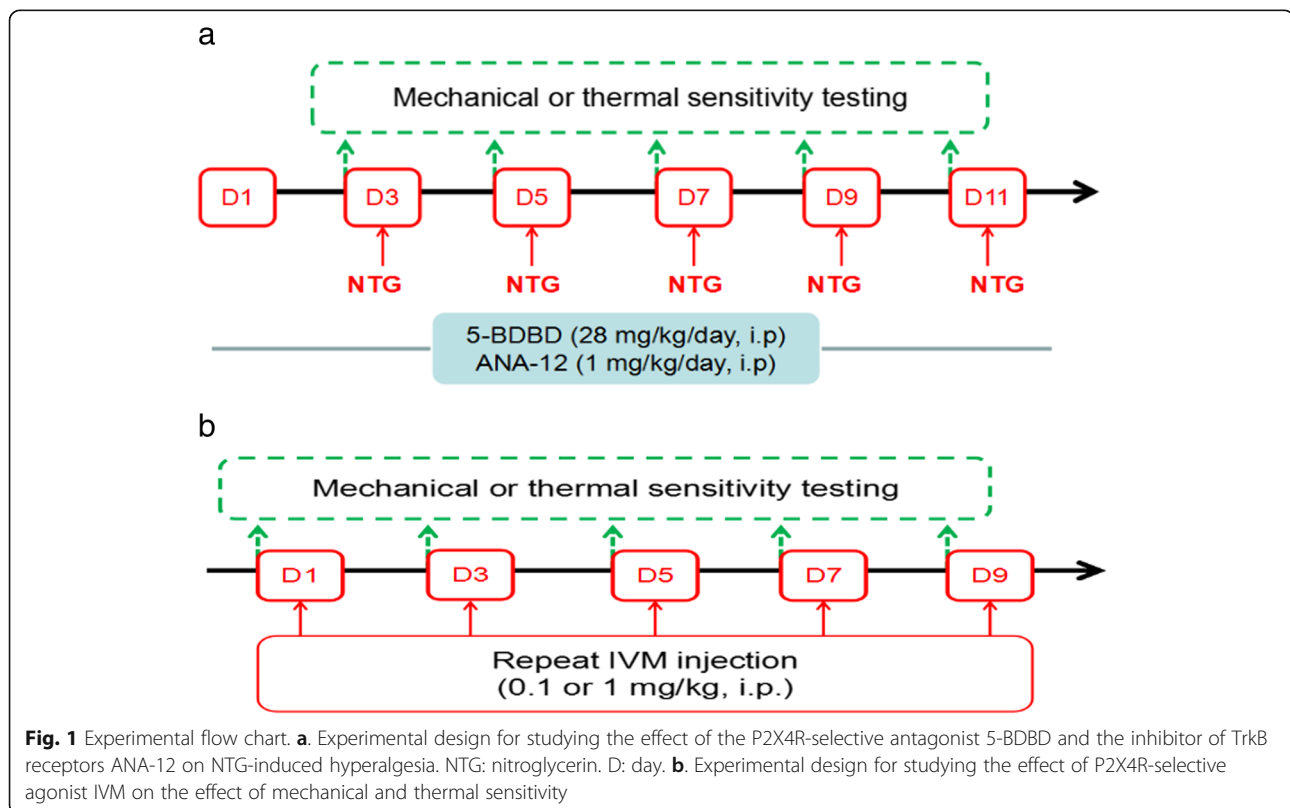 a
Mechanical or thermal sensitivity testing
D1 D3 D5 D7 D9 D11
NTG NTG NTG NTG NTG
5-BDBD (28 mg/kg/day, i.p)
ANA-12 (1 mg/kg/day, i.p)
b
Mechanical or thermal sensitivity testing
D1 D3 D5 D7 D9
Repeat IVM injection
(0.1 or 1 mg/kg, i.p.)
Fig. 1 Experimental flow chart. a. Experimental design for studying the effect of the P2X4R-selective antagonist 5-BDBD and the inhibitor of TrkB
receptors ANA-12 on NTG-induced hyperalgesia. NTG: nitroglycerin. D: day. b. Experimental design for studying the effect of P2X4R-selective
agonist IVM on the effect of mechanical and thermal sensitivity